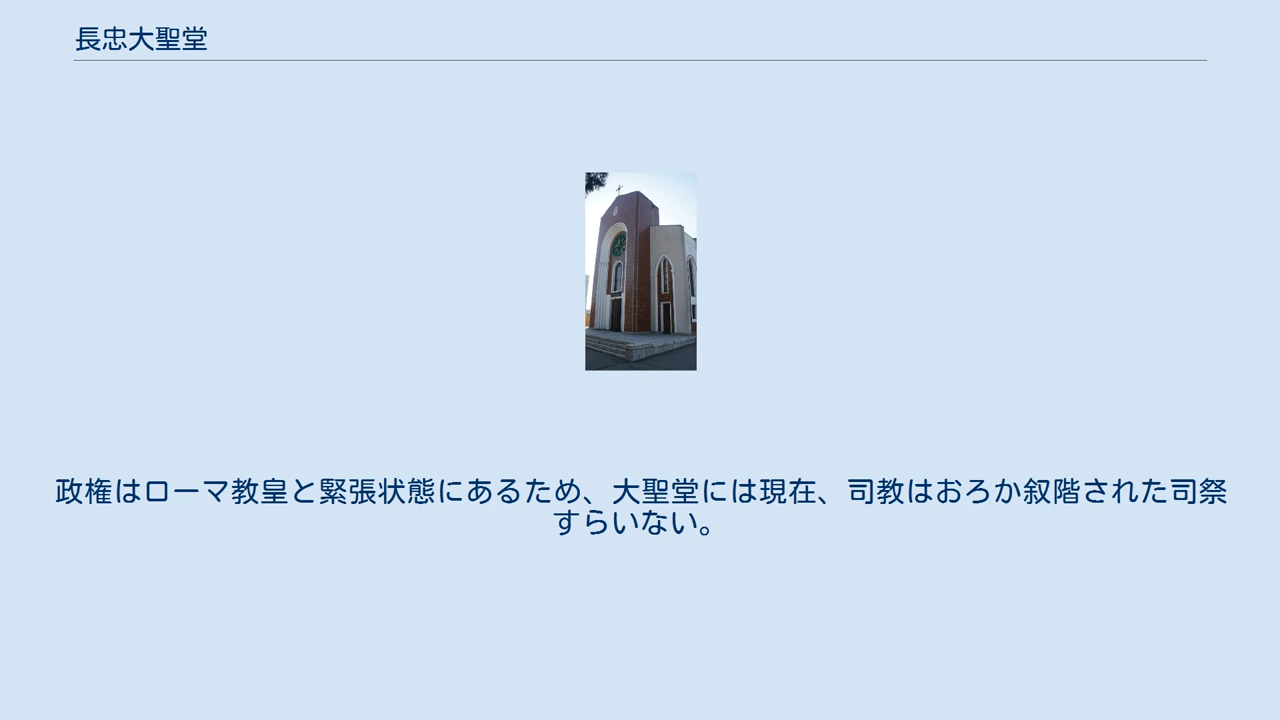 長忠大聖堂
政権はローマ教皇と緊張状態にあるため、大聖堂には現在、司教はおろか叙階された司祭
すらいない。